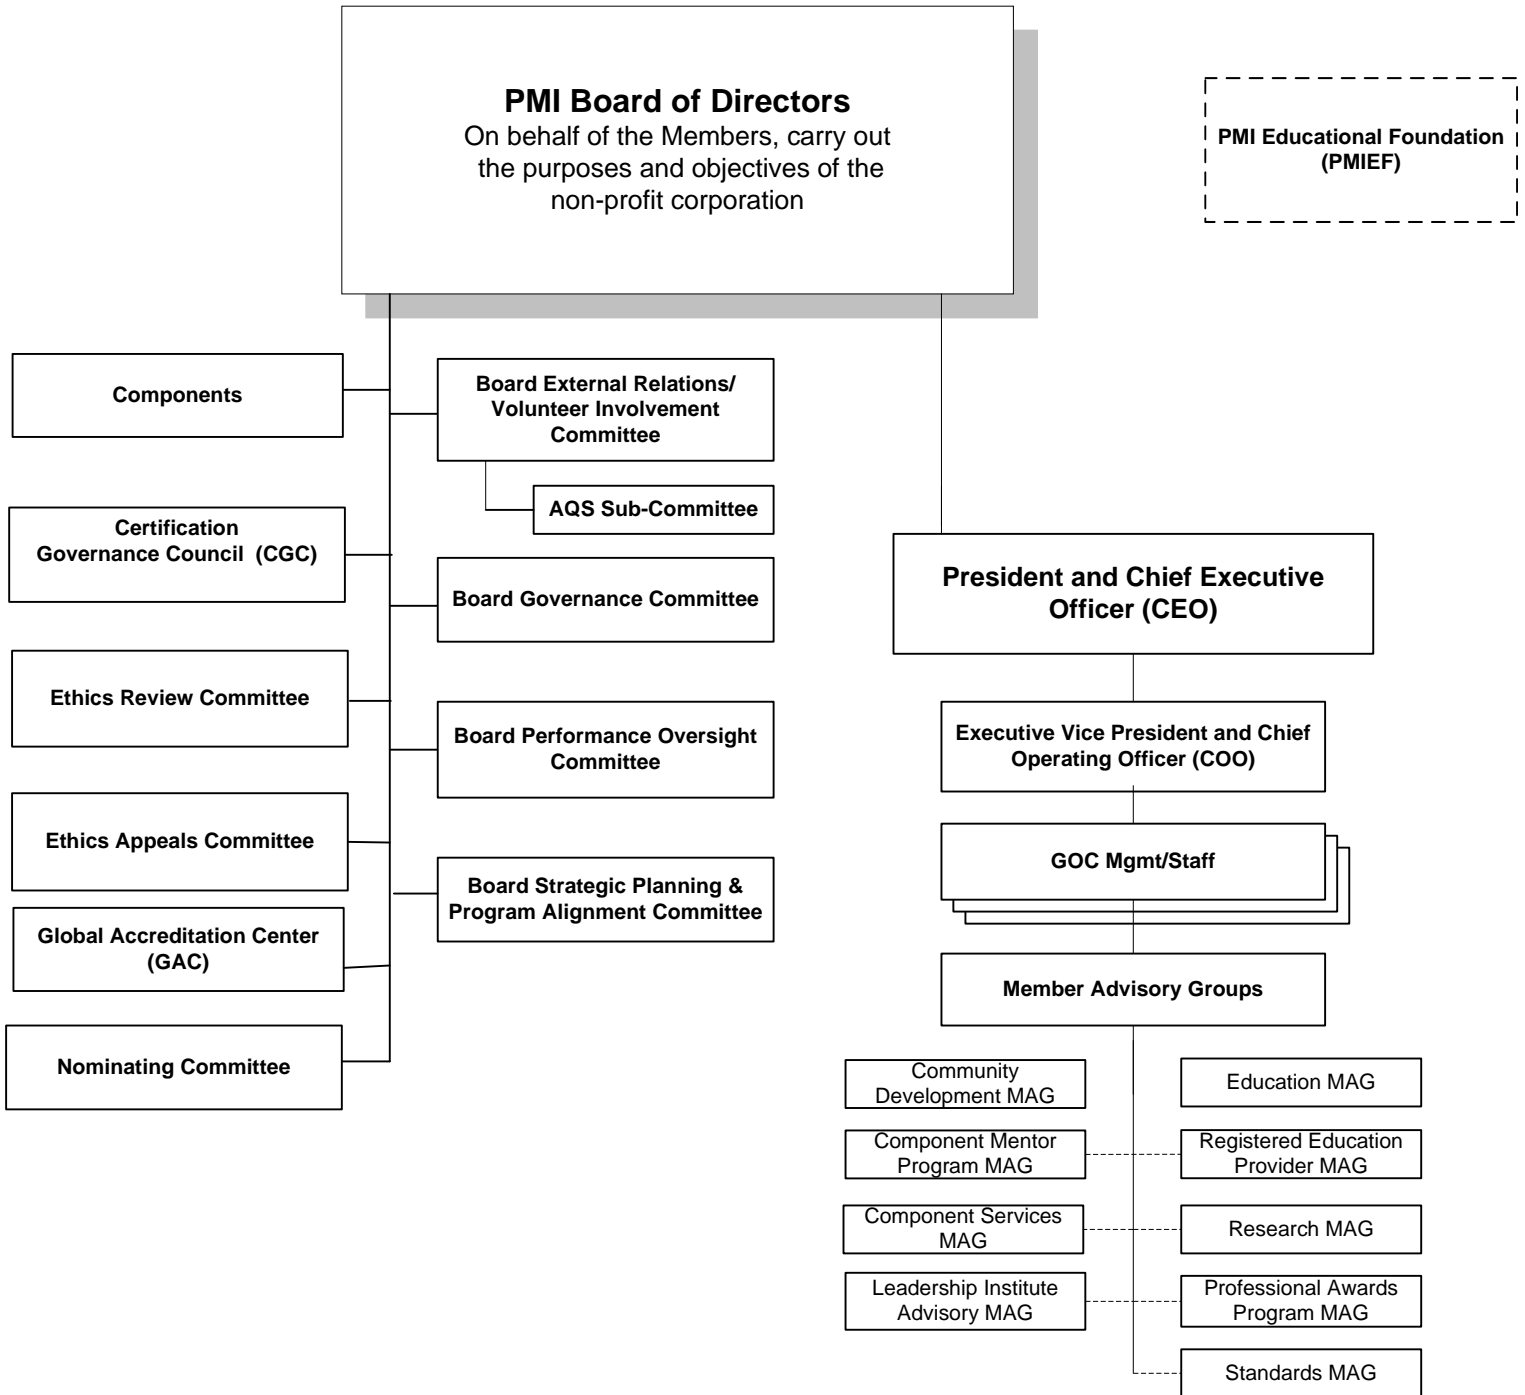 PMI Board of Directors
On behalf of the Members, carry out
the purposes and objectives of the
non-profit corporation
PMI Educational Foundation
(PMIEF)
Components
Certification
Governance Council (CGC)
Ethics Review Committee
Ethics Appeals Committee
Global Accreditation Center
(GAC)
Nominating Committee
Board External Relations/
Volunteer Involvement
Committee
AQS Sub-Committee
Board Governance Committee
Board Performance Oversight
Committee
Board Strategic Planning &
Program Alignment Committee
President and Chief Executive
Officer (CEO)
Executive Vice President and Chief
Operating Officer (COO)
GOC Mgmt/Staff
Member Advisory Groups
Community
Development MAG
Component Mentor
Program MAG
Component Services
MAG
Leadership Institute
Advisory MAG
Education MAG
Registered Education
Provider MAG
Research MAG
Professional Awards
Program MAG
Standards MAG